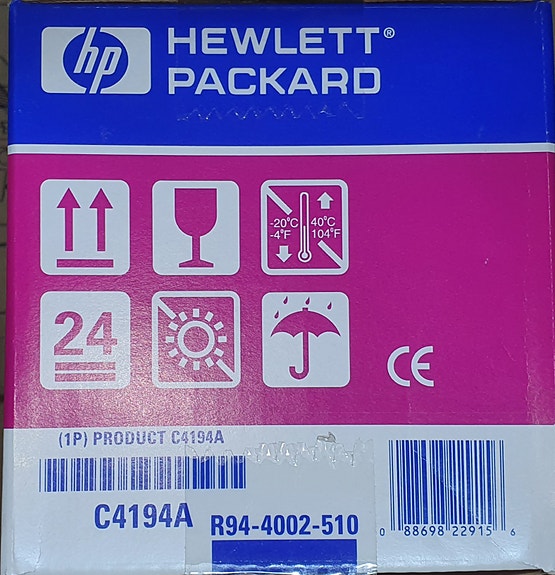 hp HEWLETT®
PACKARD
-20°C 40°C
-4°F 104°F
24
CE
(1P) PRODUCT C4194A
C4194A
R94-4002-510
0 88698 22915 6